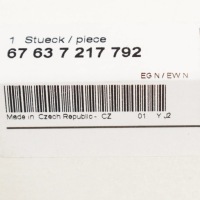 1 Stueck / piece
67 63 7 217 792
EG N / EW N
Made in Czech Republic - CZ 01 Y J2